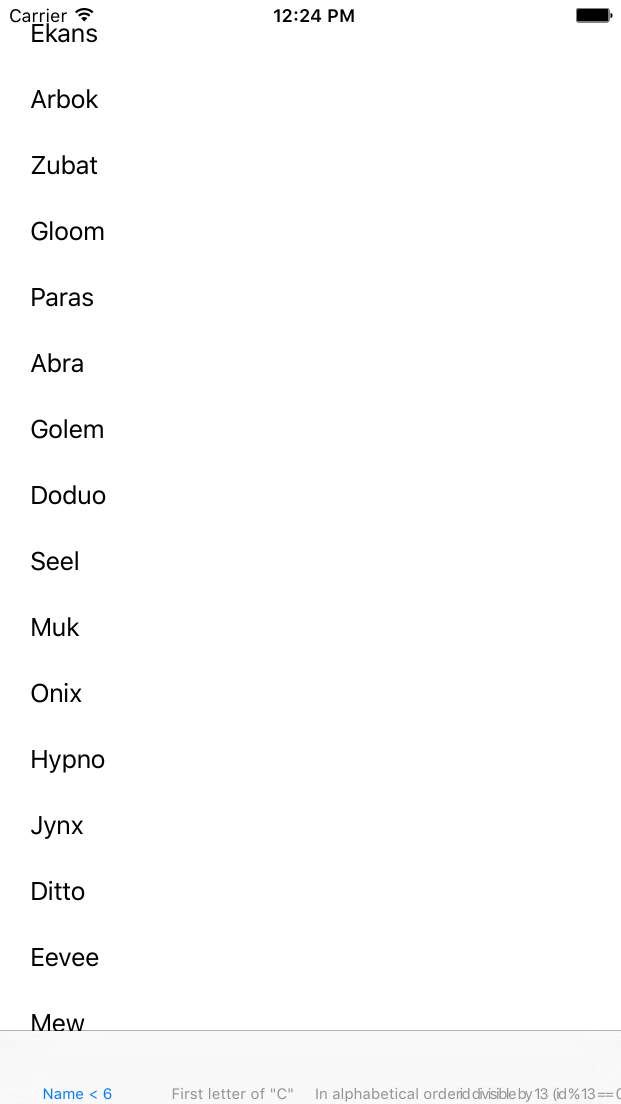 Carrier 12:24 PM
Ekans
Arbok
Zubat
Gloom
Paras
Abra
Golem
Doduo
Seel
Muk
Onix
Hypno
Jynx
Ditto
Eevee
Mew
Name < 6 First letter of "C" In alphabetical order id divisible by 13 (id % 13 == 0